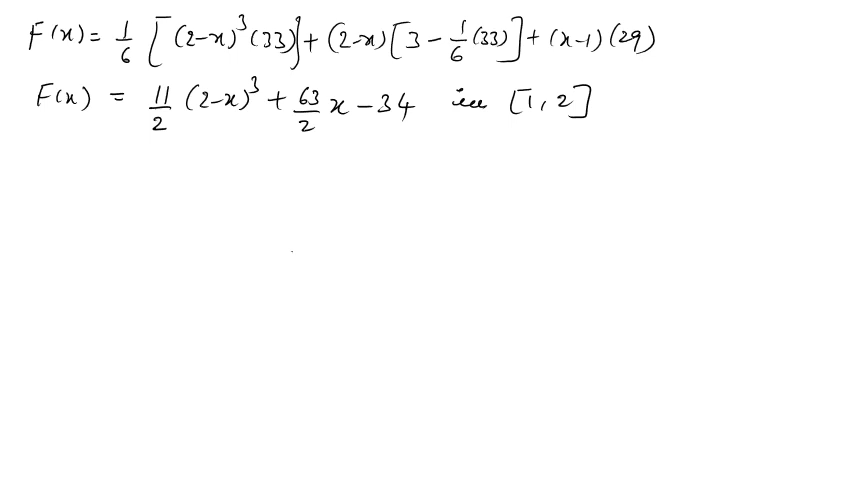 F(x) = 1/6 [(2-x)^3 (33)] + (2-x) [3 - 1/6 (33)] + (x-1) (29)
F(x) = 11/2 (2-x)^3 + 63/2 x - 34 in [1, 2]